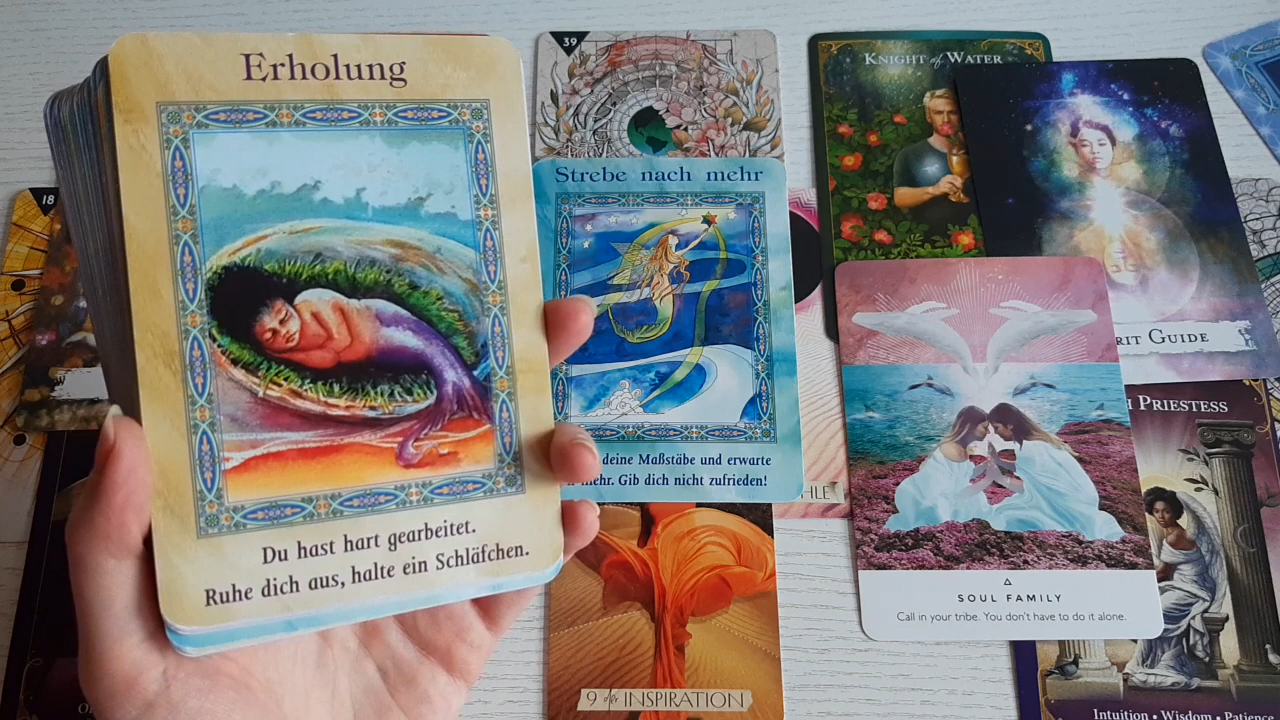 Erholung
Du hast hart gearbeitet.
Ruhe dich aus, halte ein Schläfchen.
18
39
Strebe nach mehr
deine Maßstäbe und erwarte
mehr. Gib dich nicht zufrieden!
9 der INSPIRATION
KNIGHT of WATER
GUIDE
SOUL FAMILY
Call in your tribe. You don't have to do it alone.
PRIESTESS
Intuition • Wisdom • Patience